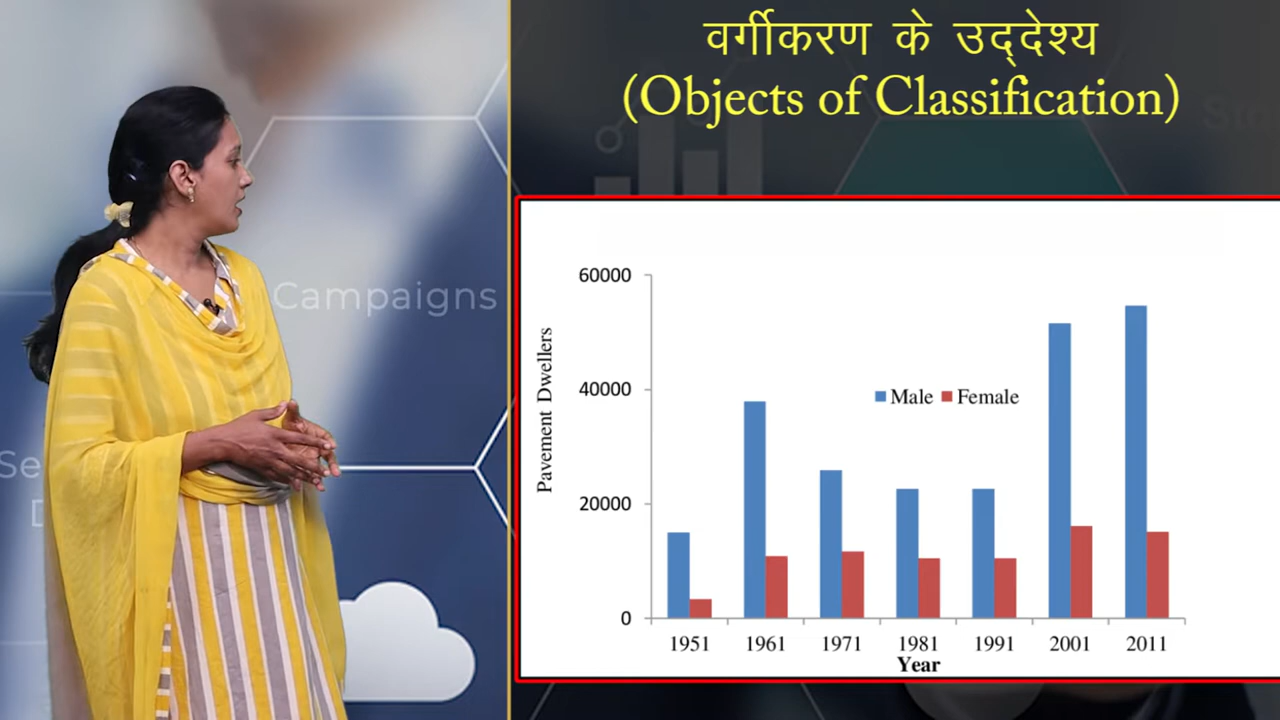 वर्गीकरण के उद्देश्य
(Objects of Classification)
Campaigns
60000
40000
20000
0
Pavement Dwellers
Male Female
1951 1961 1971 1981 1991 2001 2011
Year